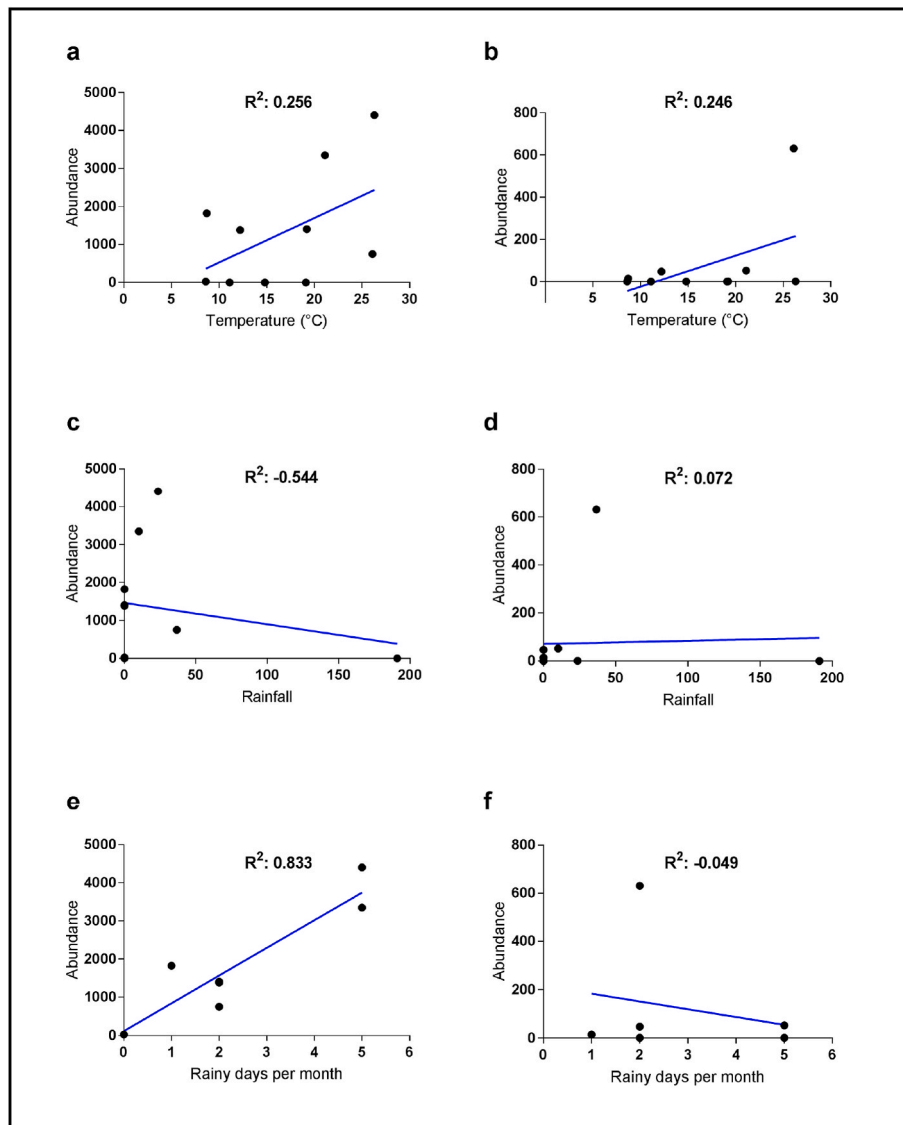 a
R²: 0.256
5000
4000
3000
2000
1000
0
Abundance
0 5 10 15 20 25 30
Temperature (°C)
b
R²: 0.246
800
600
400
200
0
Abundance
5 10 15 20 25 30
Temperature (°C)
c
R²: -0.544
5000
4000
3000
2000
1000
0
Abundance
0 50 100 150 200
Rainfall
d
R²: 0.072
800
600
400
200
0
Abundance
0 50 100 150 200
Rainfall
e
R²: 0.833
5000
4000
3000
2000
1000
0
Abundance
0 1 2 3 4 5 6
Rainy days per month
f
R²: -0.049
800
600
400
200
0
Abundance
0 1 2 3 4 5 6
Rainy days per month